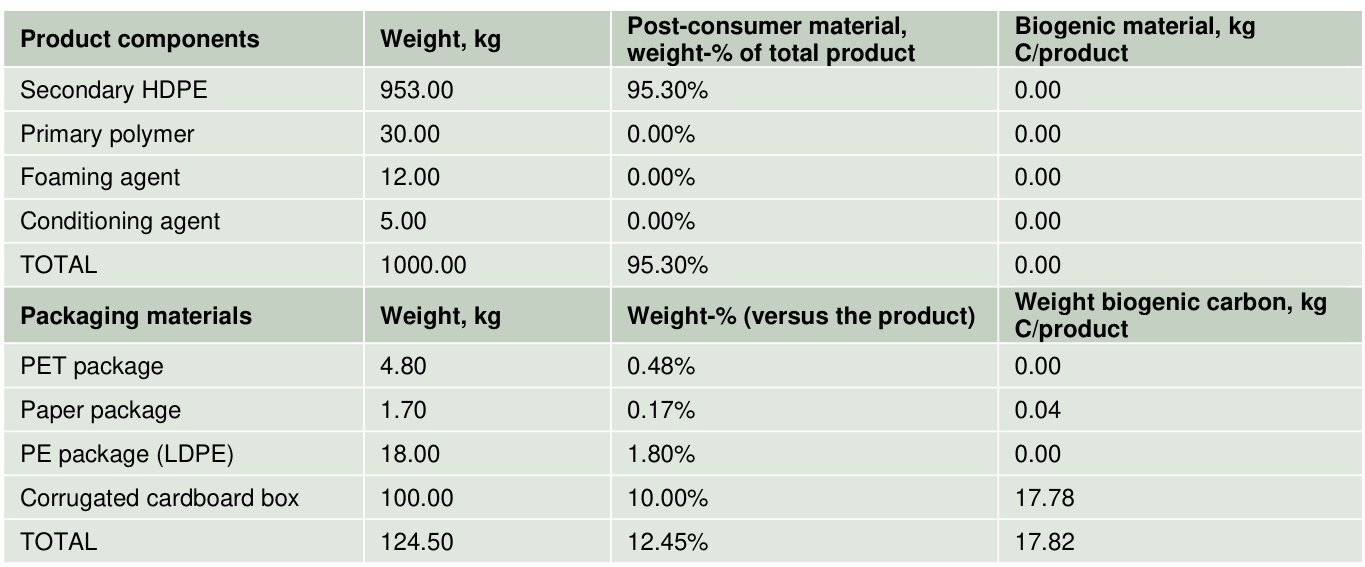 Product components Weight, kg Post-consumer material, weight-% of total product Biogenic material, kg C/product
Secondary HDPE 953.00 95.30% 0.00
Primary polymer 30.00 0.00% 0.00
Foaming agent 12.00 0.00% 0.00
Conditioning agent 5.00 0.00% 0.00
TOTAL 1000.00 95.30% 0.00
Packaging materials Weight, kg Weight-% (versus the product) Weight biogenic carbon, kg C/product
PET package 4.80 0.48% 0.00
Paper package 1.70 0.17% 0.04
PE package (LDPE) 18.00 1.80% 0.00
Corrugated cardboard box 100.00 10.00% 17.78
TOTAL 124.50 12.45% 17.82